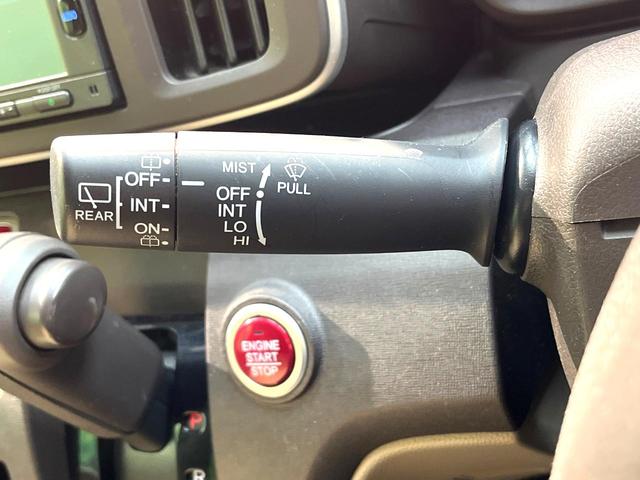 OFF
INT
ON
REAR
MIST
OFF
INT
LO
HI
PULL
ENGINE
START
STOP
P
R